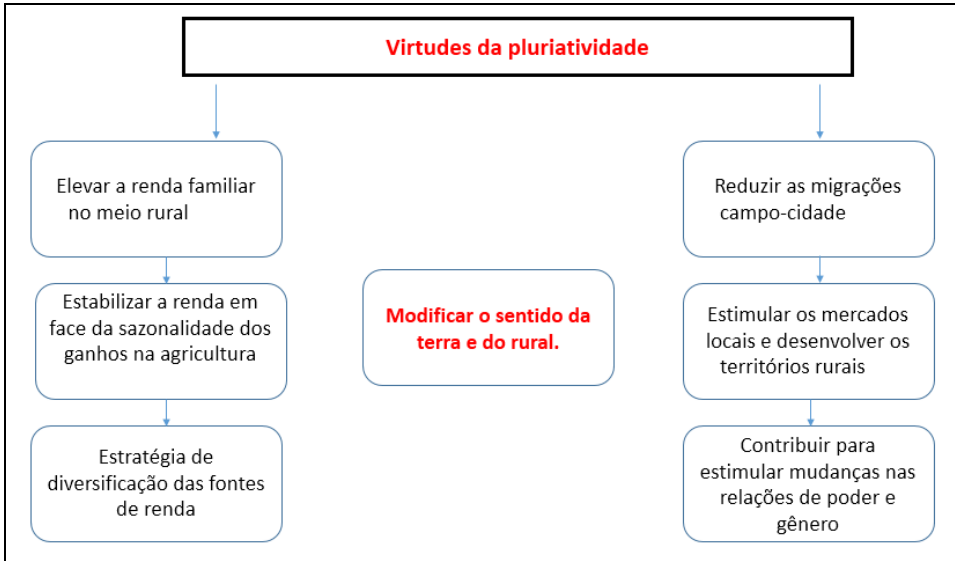 Virtudes da pluriatividade
Elevar a renda familiar
no meio rural
Estabilizar a renda em
face da sazonalidade dos
ganhos na agricultura
Estratégia de
diversificação das fontes
de renda
Modificar o sentido da
terra e do rural.
Reduzir as migrações
campo-cidade
Estimular os mercados
locais e desenvolver os
territórios rurais
Contribuir para
estimular mudanças nas
relações de poder e
gênero